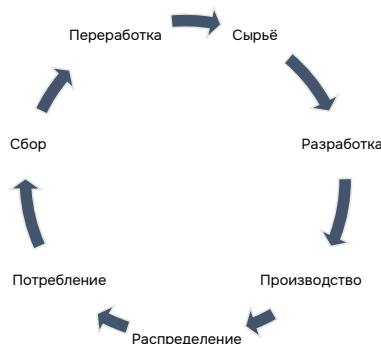 Переработка
Сырьё
Разработка
Производство
Распределение
Потребление
Сбор